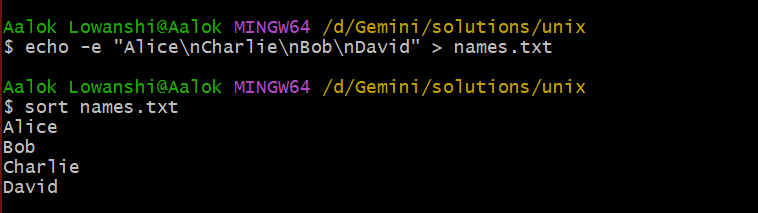 Aalok Lowanshi@Aalok MINGW64 /d/Gemini/solutions/unix
$ echo -e "Alice\nCharlie\nBob\nDavid" > names.txt
Aalok Lowanshi@Aalok MINGW64 /d/Gemini/solutions/unix
$ sort names.txt
Alice
Bob
Charlie
David